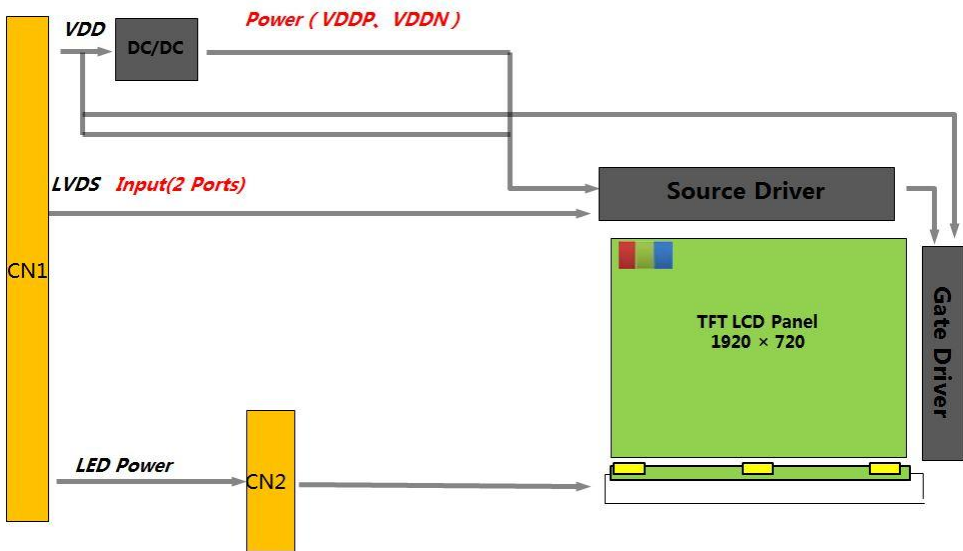 Power ( VDDP、VDDN )
VDD
DC/DC
LVDS Input(2 Ports)
Source Driver
CN1
Gate Driver
TFT LCD Panel
1920 × 720
LED Power
CN2